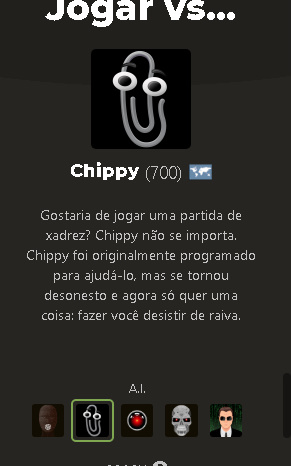 Jogar vs...
Chippy (700)
Gostaria de jogar uma partida de
xadrez? Chippy não se importa.
Chippy foi originalmente programado
para ajudá-lo, mas se tornou
desonesto e agora só quer uma
coisa: fazer você desistir de raiva.
A.I.